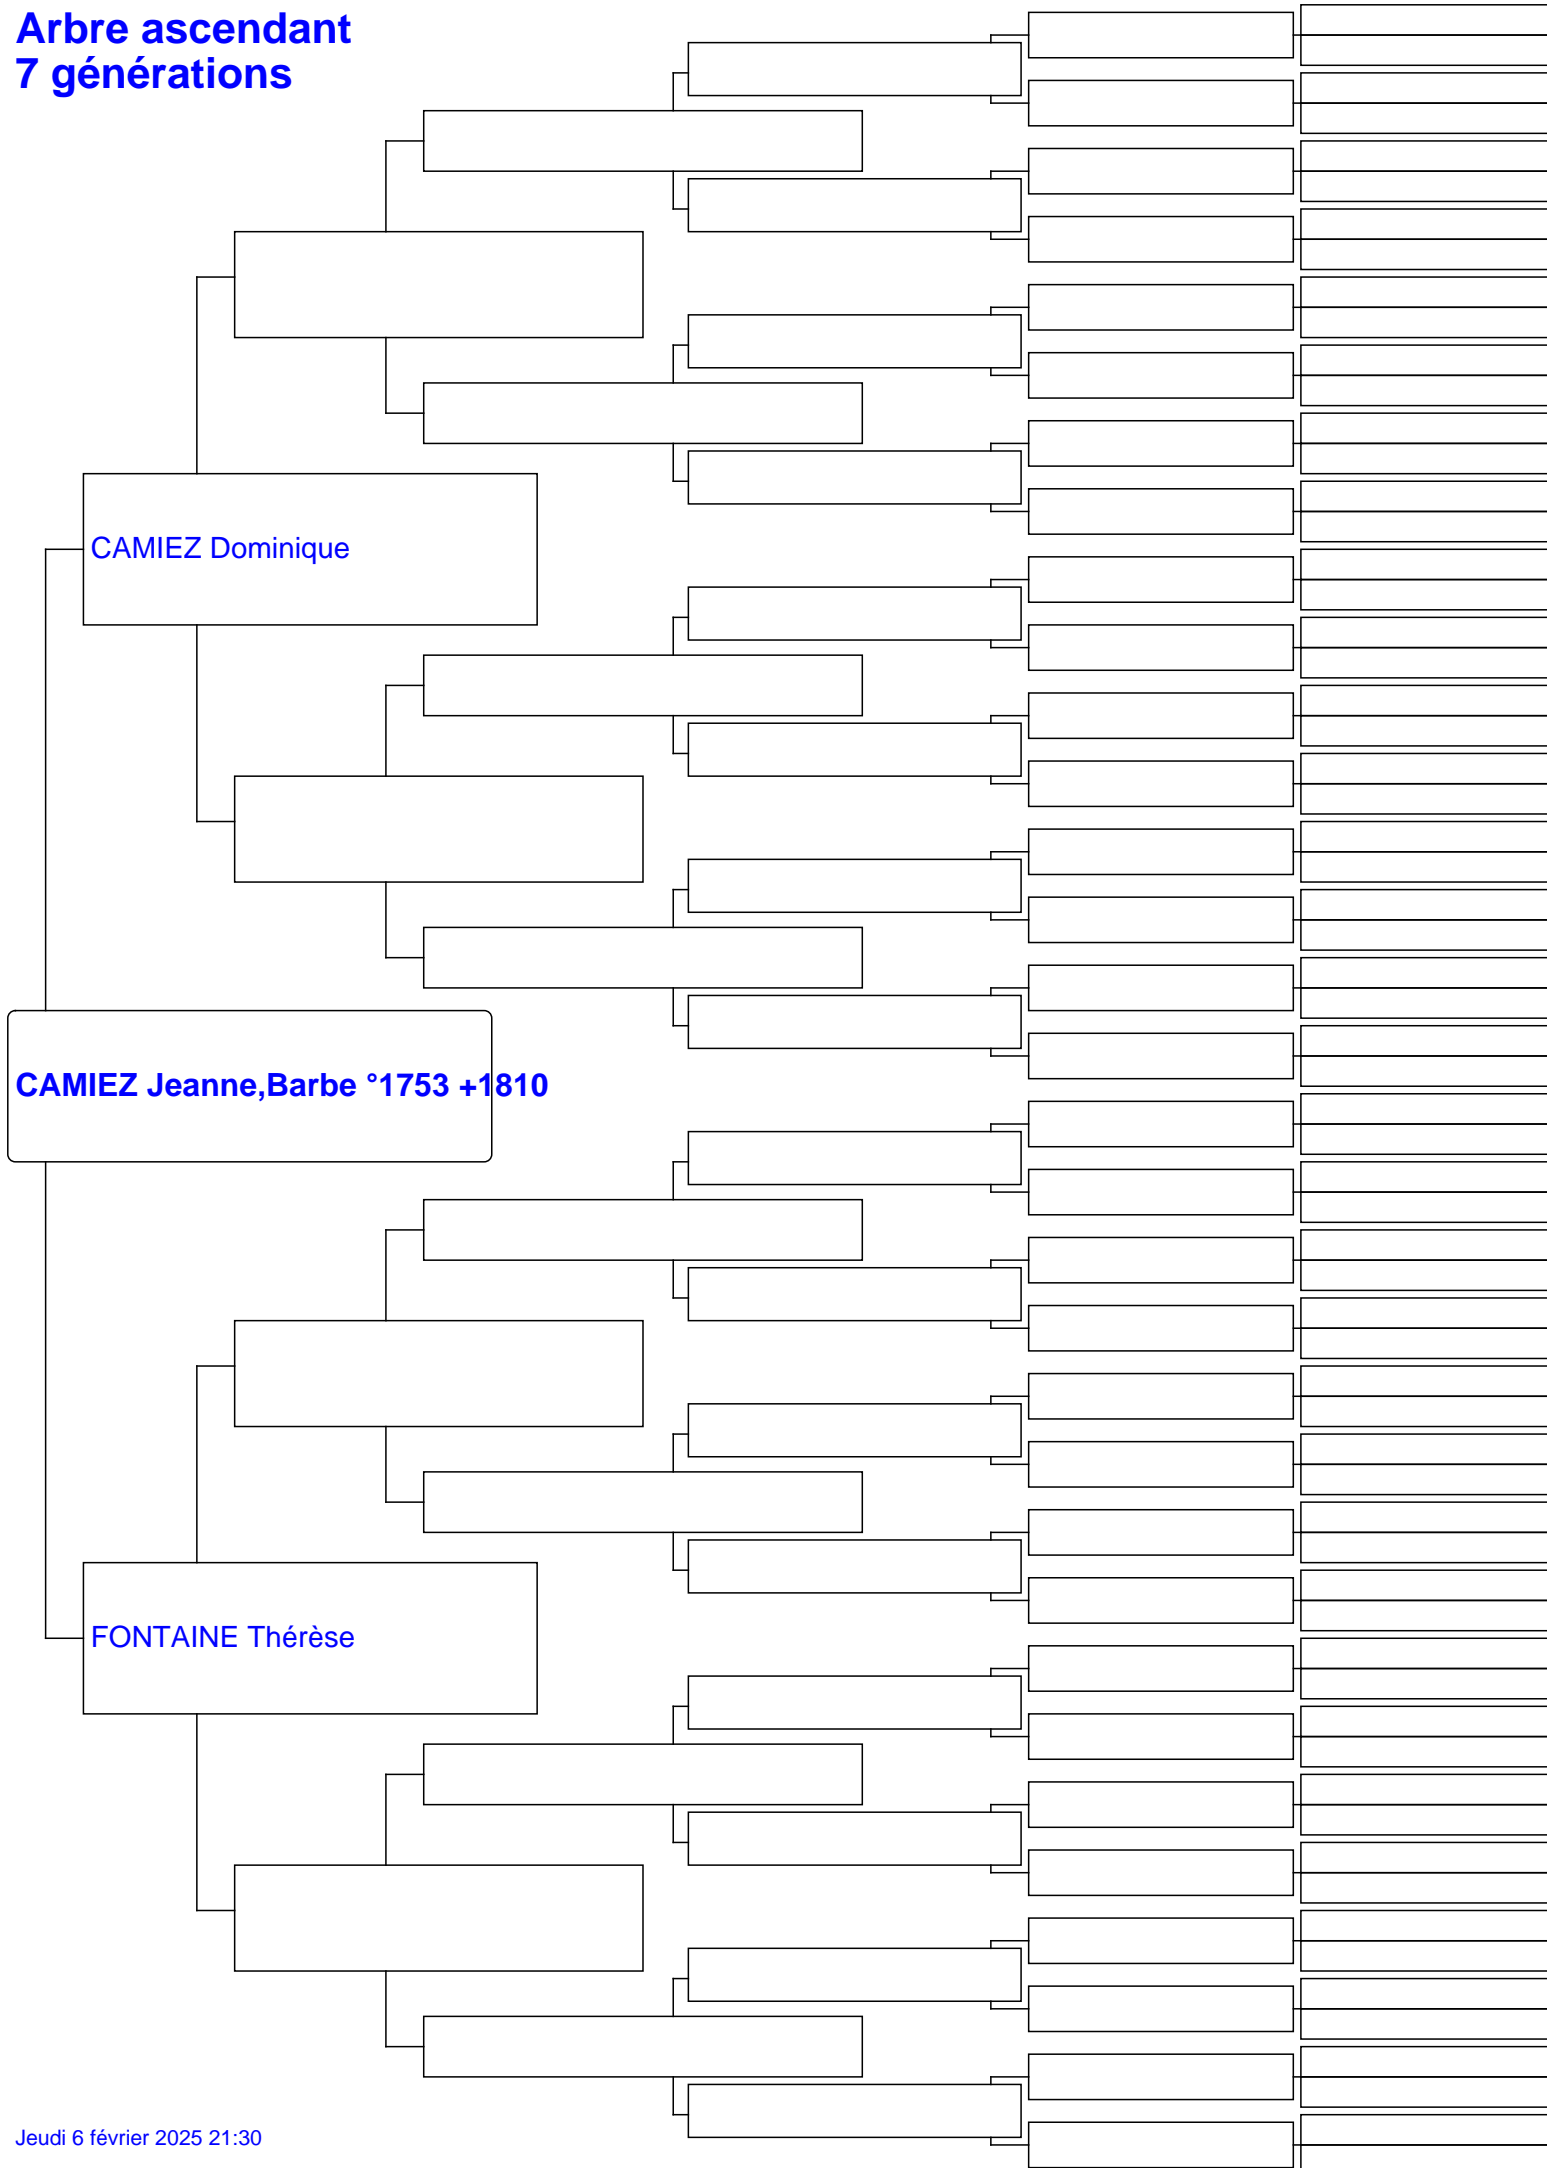 Arbre ascendant
7 générations
CAMIEZ Dominique
CAMIEZ Jeanne,Barbe °1753 +1810
FONTAINE Thérèse
Jeudi 6 février 2025 21:30